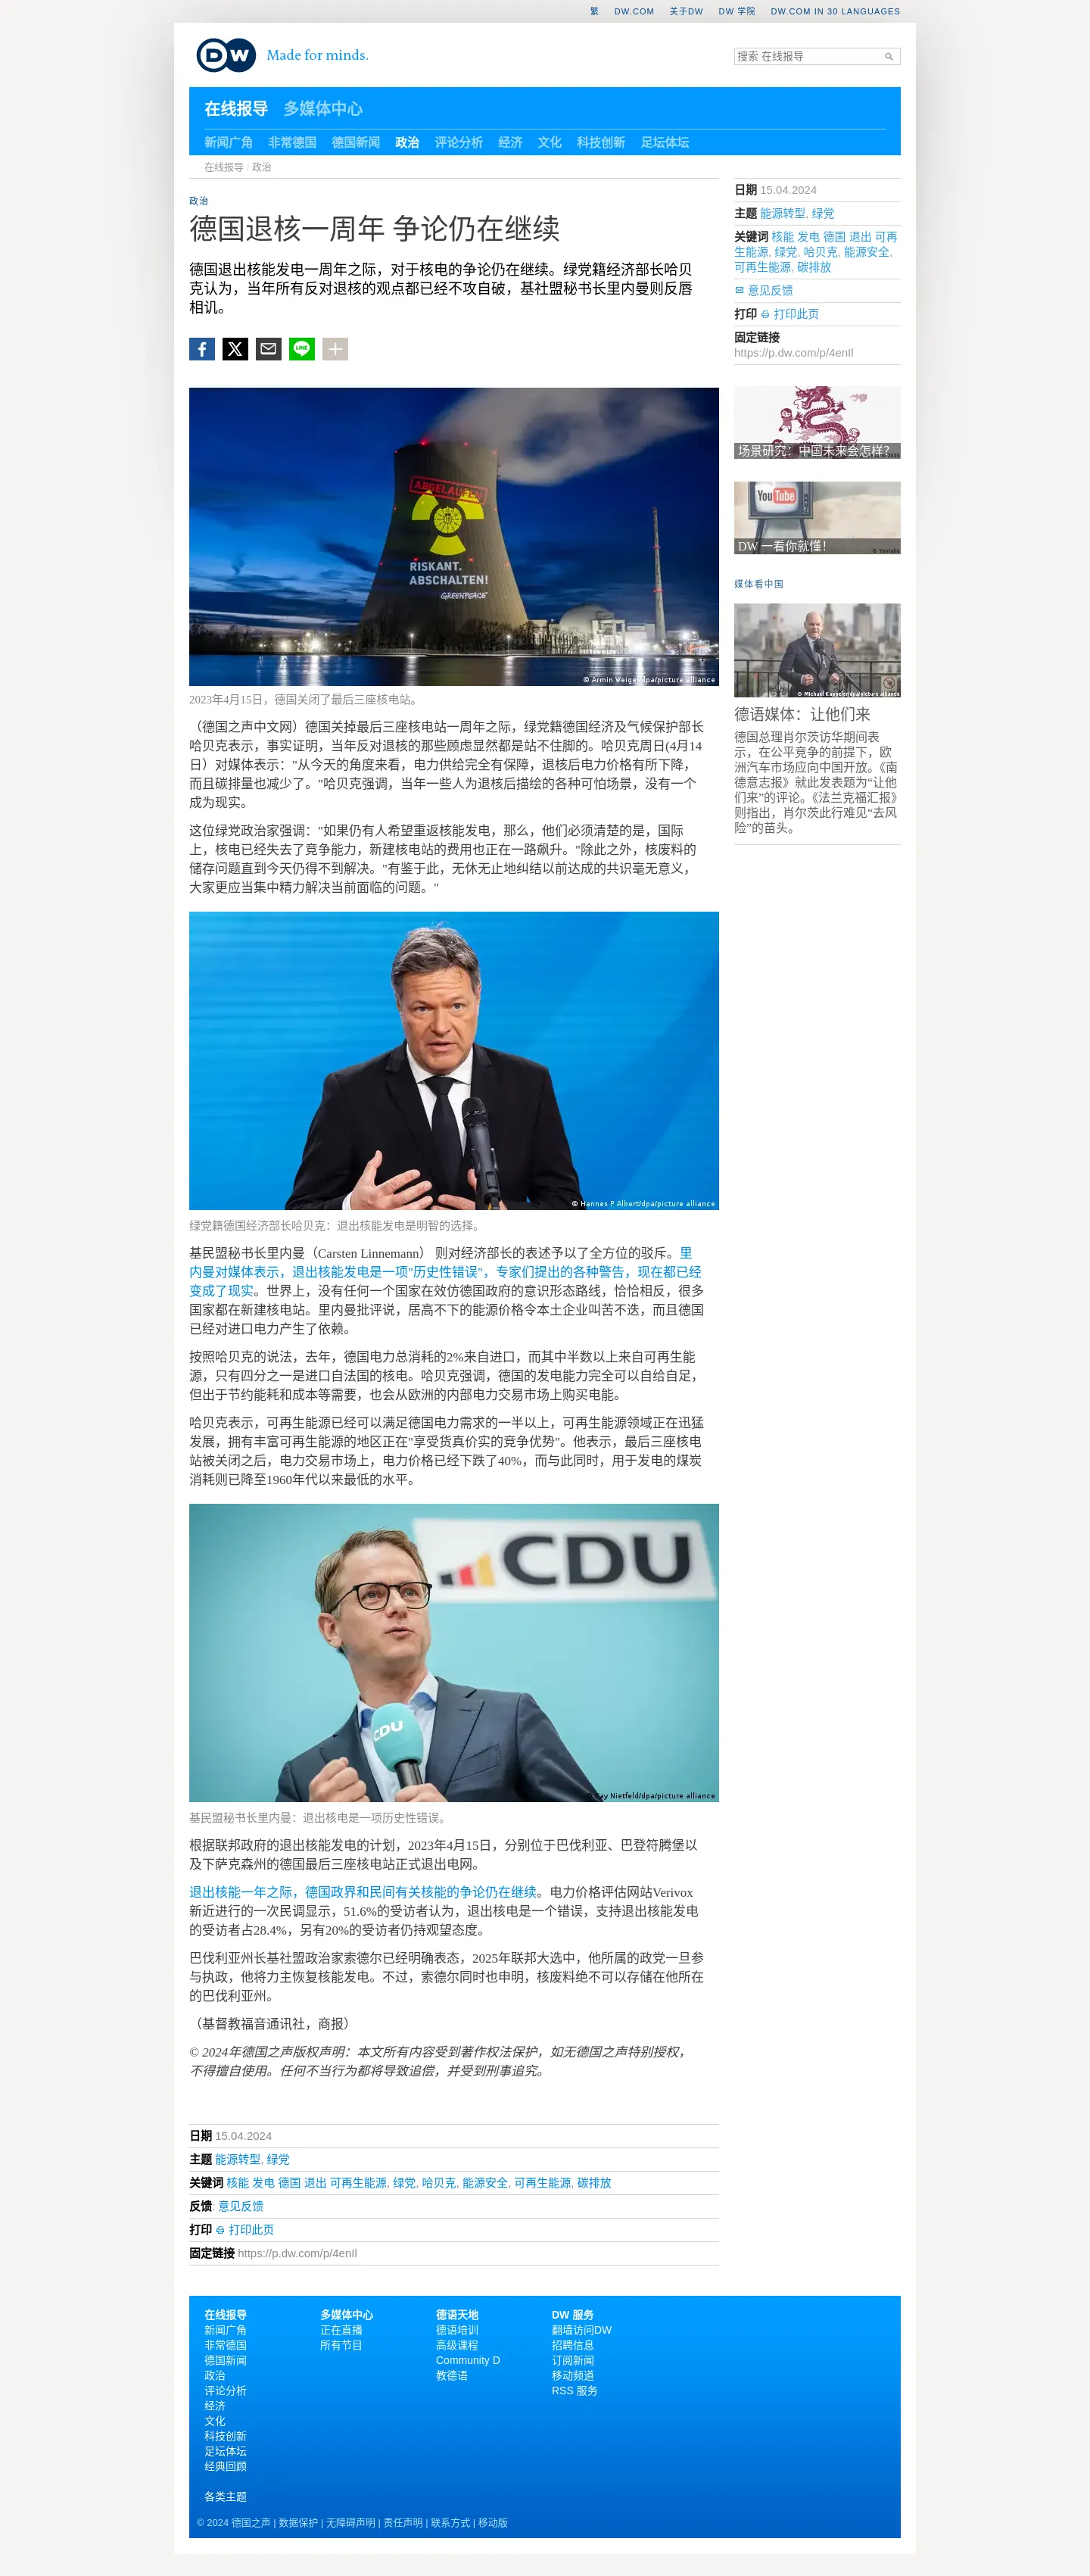 繁 DW.COM 关于DW DW 学院 DW.COM IN 30 LANGUAGES
DW Made for minds.
搜索 在线报导
在线报导 多媒体中心
新闻广角 非常德国 德国新闻 政治 评论分析 经济 文化 科技创新 足坛体坛
在线报导 / 政治
政治
德国退核一周年 争论仍在继续
德国退出核能发电一周年之际，对于核电的争论仍在继续。绿党籍经济部长哈贝
克认为，当年所有反对退核的观点都已经不攻自破，基社盟秘书长里内曼则反唇
相讥。
ABGELAUFEN
RISKANT.
ABSCHALTEN!
GREENPEACE
© Armin Weigel/dpa/picture alliance
2023年4月15日，德国关闭了最后三座核电站。
（德国之声中文网）德国关掉最后三座核电站一周年之际，绿党籍德国经济及气候保护部长
哈贝克表示，事实证明，当年反对退核的那些顾虑显然都是站不住脚的。哈贝克周日(4月14
日）对媒体表示："从今天的角度来看，电力供给完全有保障，退核后电力价格有所下降，
而且碳排量也减少了。"哈贝克强调，当年一些人为退核后描绘的各种可怕场景，没有一个
成为现实。
这位绿党政治家强调："如果仍有人希望重返核能发电，那么，他们必须清楚的是，国际
上，核电已经失去了竞争能力，新建核电站的费用也正在一路飙升。"除此之外，核废料的
储存问题直到今天仍得不到解决。"有鉴于此，无休无止地纠结以前达成的共识毫无意义，
大家更应当集中精力解决当前面临的问题。"
© Hannes P Albert/dpa/picture alliance
绿党籍德国经济部长哈贝克：退出核能发电是明智的选择。
基民盟秘书长里内曼（Carsten Linnemann） 则对经济部长的表述予以了全方位的驳斥。里
内曼对媒体表示，退出核能发电是一项"历史性错误"，专家们提出的各种警告，现在都已经
变成了现实。世界上，没有任何一个国家在效仿德国政府的意识形态路线，恰恰相反，很多
国家都在新建核电站。里内曼批评说，居高不下的能源价格令本土企业叫苦不迭，而且德国
已经对进口电力产生了依赖。
按照哈贝克的说法，去年，德国电力总消耗的2%来自进口，而其中半数以上来自可再生能
源，只有四分之一是进口自法国的核电。哈贝克强调，德国的发电能力完全可以自给自足，
但出于节约能耗和成本等需要，也会从欧洲的内部电力交易市场上购买电能。
哈贝克表示，可再生能源已经可以满足德国电力需求的一半以上，可再生能源领域正在迅猛
发展，拥有丰富可再生能源的地区正在"享受货真价实的竞争优势"。他表示，最后三座核电
站被关闭之后，电力交易市场上，电力价格已经下跌了40%，而与此同时，用于发电的煤炭
消耗则已降至1960年代以来最低的水平。
CDU
CDU
Kay Nietfeld/dpa/picture alliance
基民盟秘书长里内曼：退出核电是一项历史性错误。
根据联邦政府的退出核能发电的计划，2023年4月15日，分别位于巴伐利亚、巴登符腾堡以
及下萨克森州的德国最后三座核电站正式退出电网。
退出核能一年之际，德国政界和民间有关核能的争论仍在继续。电力价格评估网站Verivox
新近进行的一次民调显示，51.6%的受访者认为，退出核电是一个错误，支持退出核能发电
的受访者占28.4%，另有20%的受访者仍持观望态度。
巴伐利亚州长基社盟政治家索德尔已经明确表态，2025年联邦大选中，他所属的政党一旦参
与执政，他将力主恢复核能发电。不过，索德尔同时也申明，核废料绝不可以存储在他所在
的巴伐利亚州。
（基督教福音通讯社，商报）
© 2024年德国之声版权声明：本文所有内容受到著作权法保护，如无德国之声特别授权，
不得擅自使用。任何不当行为都将导致追偿，并受到刑事追究。
日期 15.04.2024
主题 能源转型, 绿党
关键词 核能 发电 德国 退出 可再生能源, 绿党, 哈贝克, 能源安全, 可再生能源, 碳排放
反馈: 意见反馈
打印 打印此页
固定链接 https://p.dw.com/p/4enIl
日期 15.04.2024
主题 能源转型, 绿党
关键词 核能 发电 德国 退出 可再
生能源, 绿党, 哈贝克, 能源安全,
可再生能源, 碳排放
意见反馈
打印 打印此页
固定链接
https://p.dw.com/p/4enIl
场景研究：中国未来会怎样？
YouTube
DW 一看你就懂！
媒体看中国
© Michael Kappeler/dpa/picture alliance
德语媒体：让他们来
德国总理肖尔茨访华期间表
示，在公平竞争的前提下，欧
洲汽车市场应向中国开放。《南
德意志报》就此发表题为“让他
们来”的评论。《法兰克福汇报》
则指出，肖尔茨此行难见“去风
险”的苗头。
在线报导 多媒体中心 德语天地 DW 服务
新闻广角 正在直播 德语培训 翻墙访问DW
非常德国 所有节目 高级课程 招聘信息
德国新闻 Community D 订阅新闻
政治 教德语 移动频道
评论分析 RSS 服务
经济
文化
科技创新
足坛体坛
经典回顾
各类主题
© 2024 德国之声 | 数据保护 | 无障碍声明 | 责任声明 | 联系方式 | 移动版